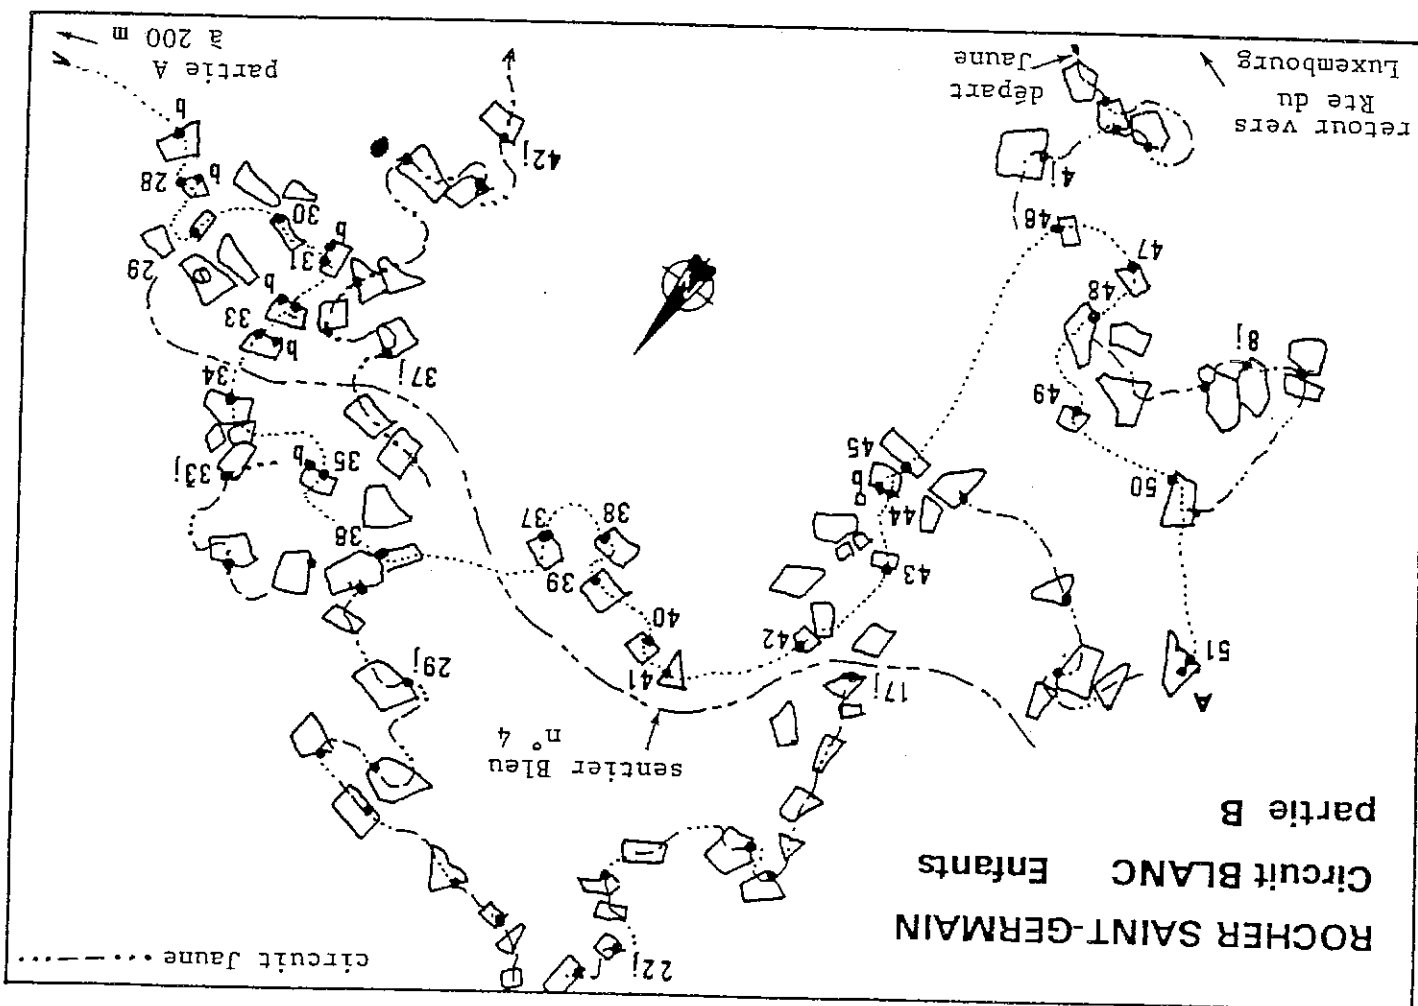 ROCHER SAINT-GERMAIN
Circuit BLANC Enfants
partie B
circuit Jaune
22j
sentier Bleu
n° 4
A
51
17j
41
29j
42
40
43
39
38
37
36
50
44
b
45
35
b
33j
49
8j
37j
34
48
33
b
47
b
31
29
46
30
4j
b
28
42j
b
retour vers
Rte du
Luxembourg
départ
Jaune
partie A
à 200 m